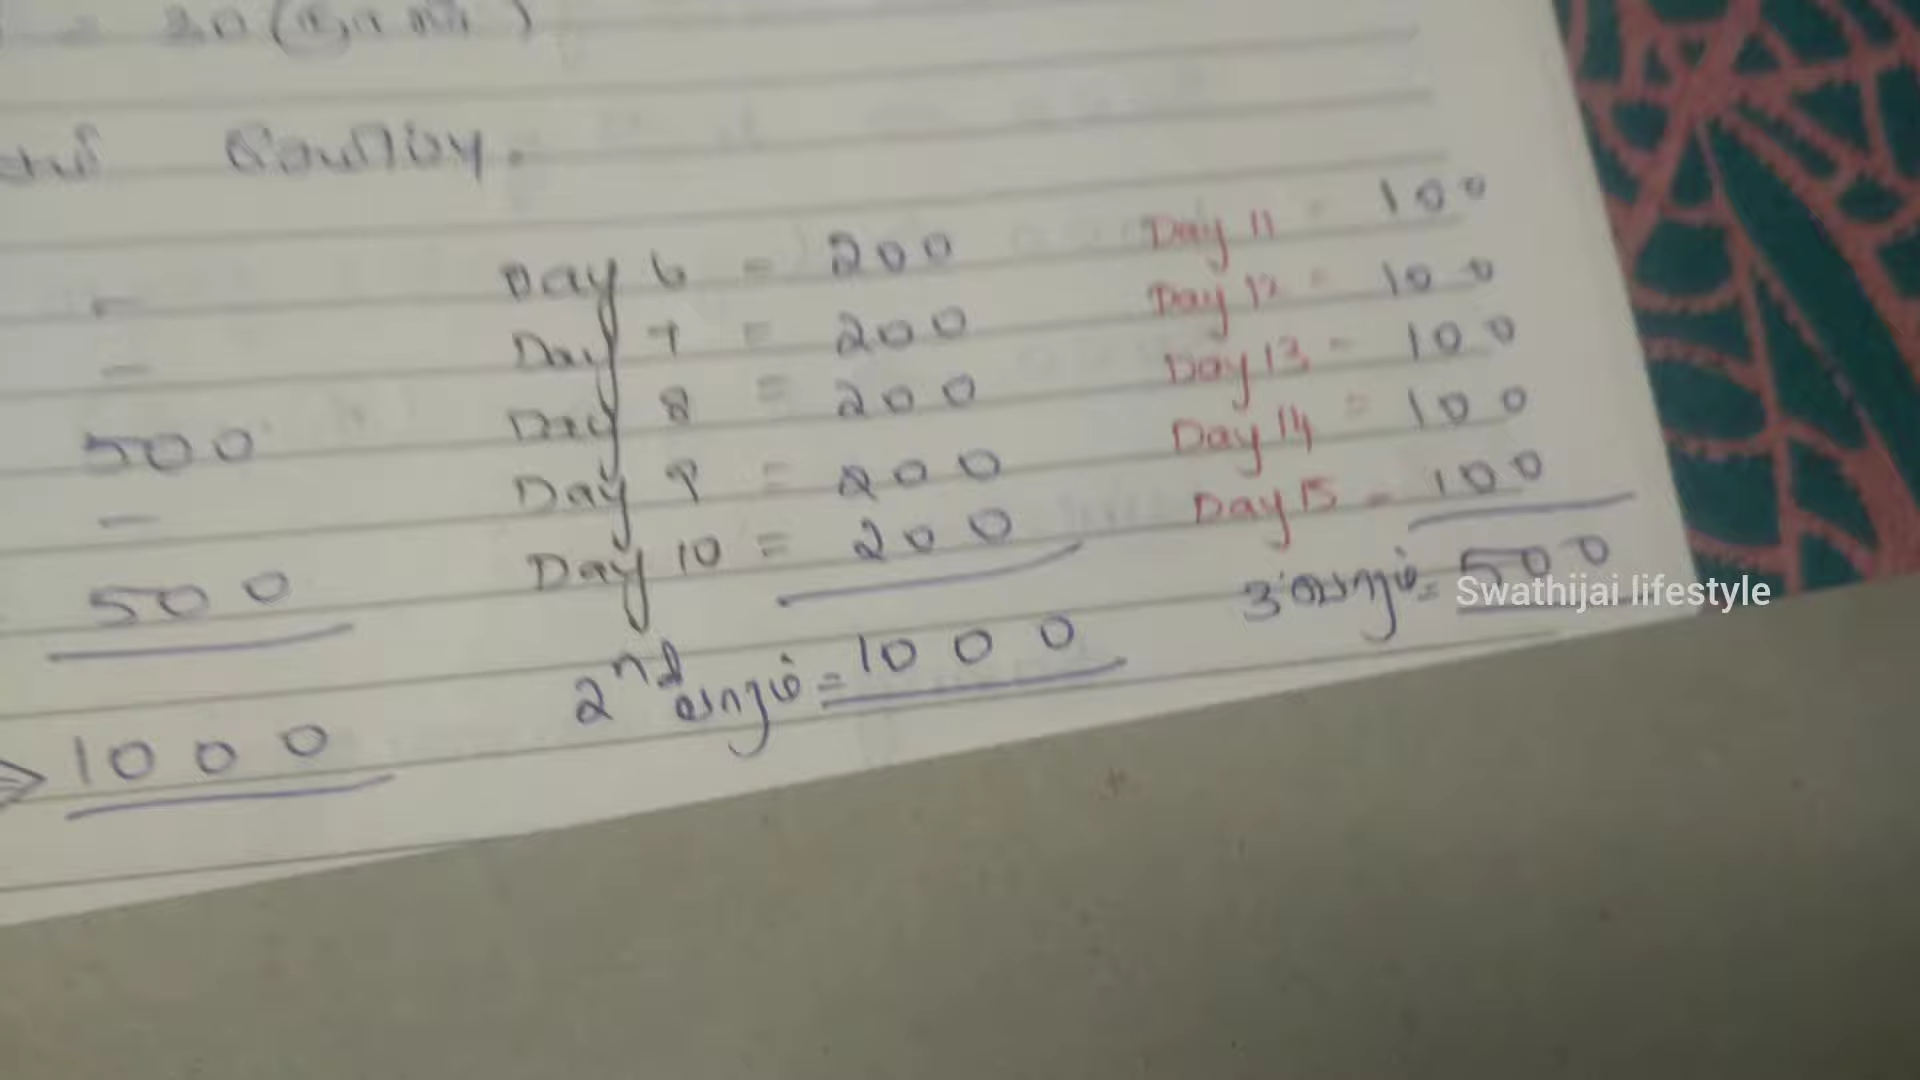 = 20 (நாள்)
-
-
500
-
500
1000
Day 6 = 200
Day 7 = 200
Day 8 = 200
Day 9 = 200
Day 10 = 200
2nd வாரம் = 1000
Day 11 = 100
Day 12 = 100
Day 13 = 100
Day 14 = 100
Day 15 = 100
3 வாரம் = 500
Swathijai lifestyle